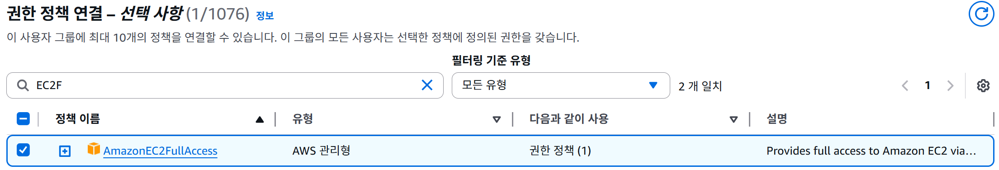 권한 정책 연결 – 선택 사항 (1/1076) 정보
이 사용자 그룹에 최대 10개의 정책을 연결할 수 있습니다. 이 그룹의 모든 사용자는 선택한 정책에 정의된 권한을 갖습니다.
필터링 기준 유형
EC2F 모든 유형 2 개 일치 1
정책 이름 유형 다음과 같이 사용 설명
AmazonEC2FullAccess AWS 관리형 권한 정책 (1) Provides full access to Amazon EC2 via...